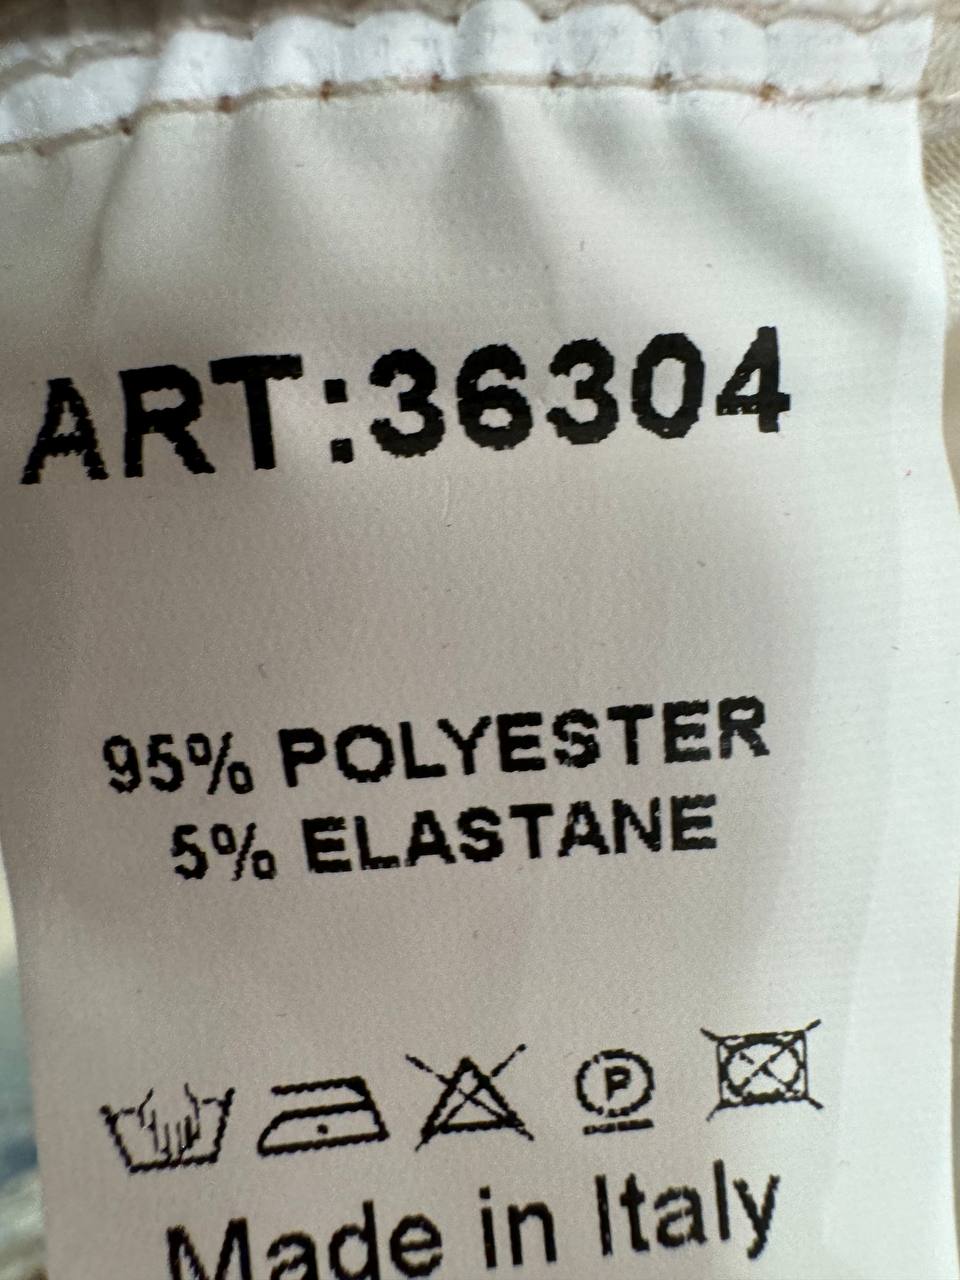 ART:36304
95% POLYESTER
5% ELASTANE
P
Made in Italy